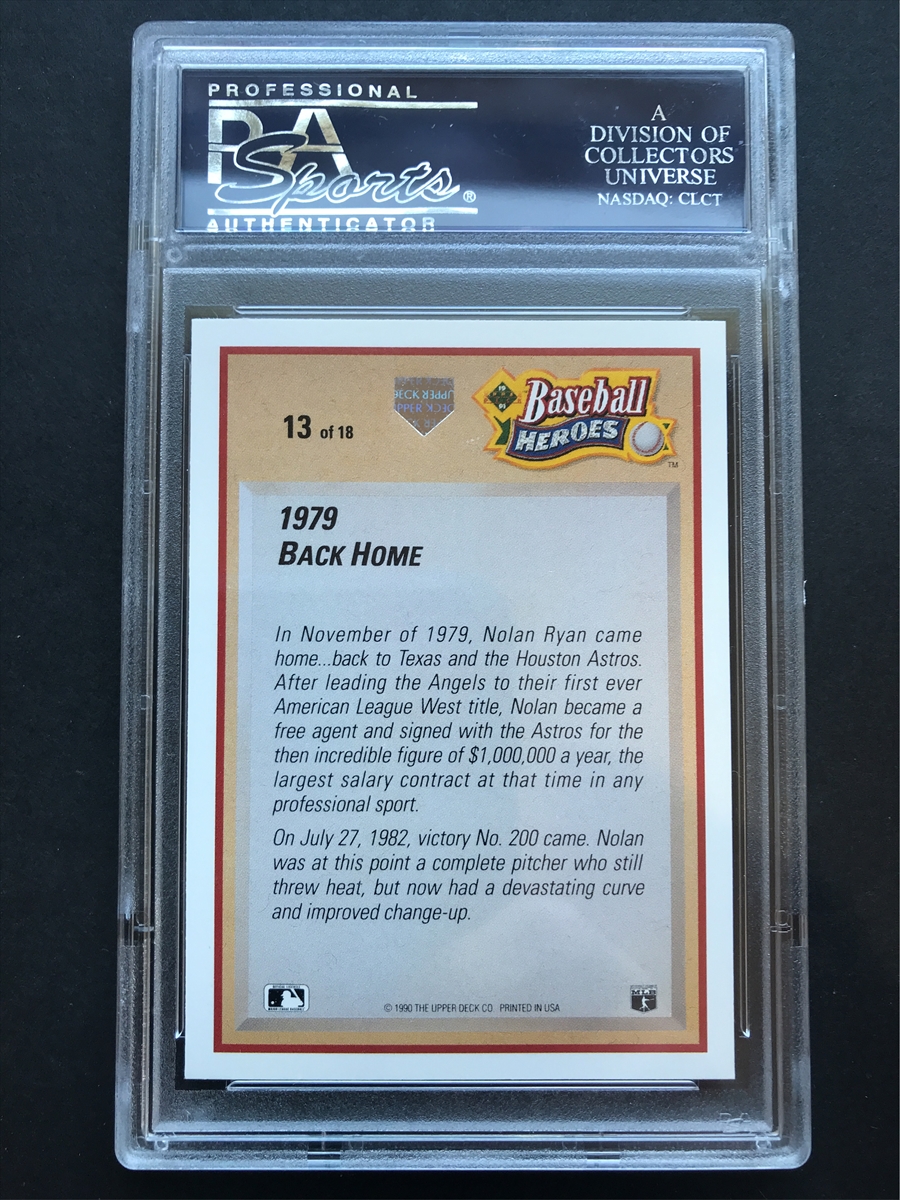 PROFESSIONAL
PSA
Sports®
AUTHENTICATOR
A
DIVISION OF
COLLECTORS
UNIVERSE
NASDAQ: CLCT
13 of 18
UPPER DECK
19 91
Baseball
HEROES
TM
1979
BACK HOME
In November of 1979, Nolan Ryan came
home...back to Texas and the Houston Astros.
After leading the Angels to their first ever
American League West title, Nolan became a
free agent and signed with the Astros for the
then incredible figure of $1,000,000 a year, the
largest salary contract at that time in any
professional sport.
On July 27, 1982, victory No. 200 came. Nolan
was at this point a complete pitcher who still
threw heat, but now had a devastating curve
and improved change-up.
© 1990 THE UPPER DECK CO. PRINTED IN USA